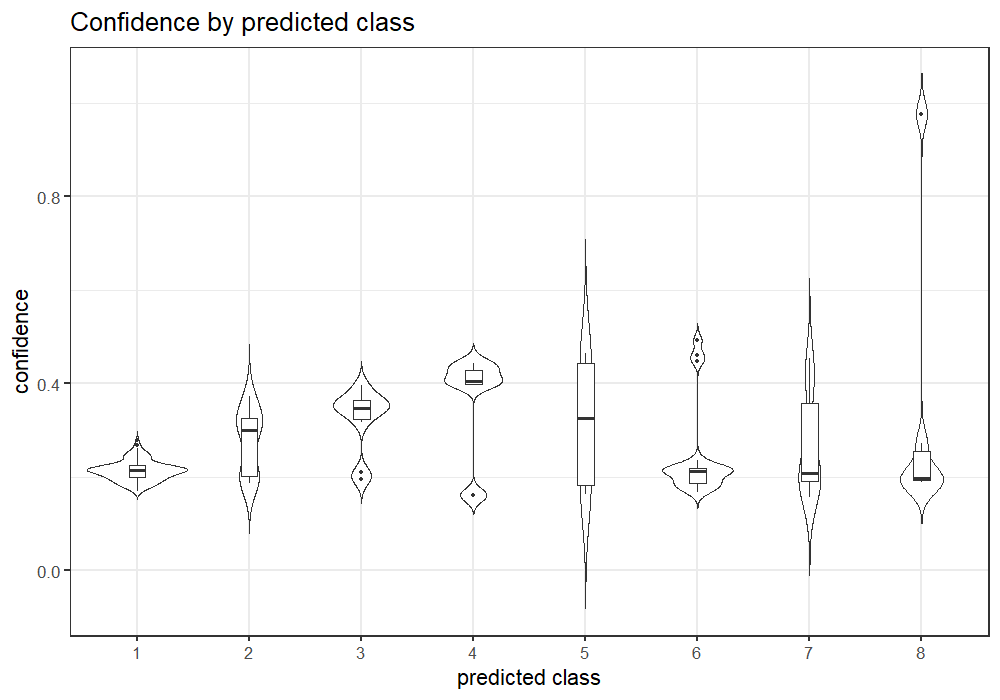 Confidence by predicted class
confidence
0.8
0.4
0.0
1 2 3 4 5 6 7 8
predicted class